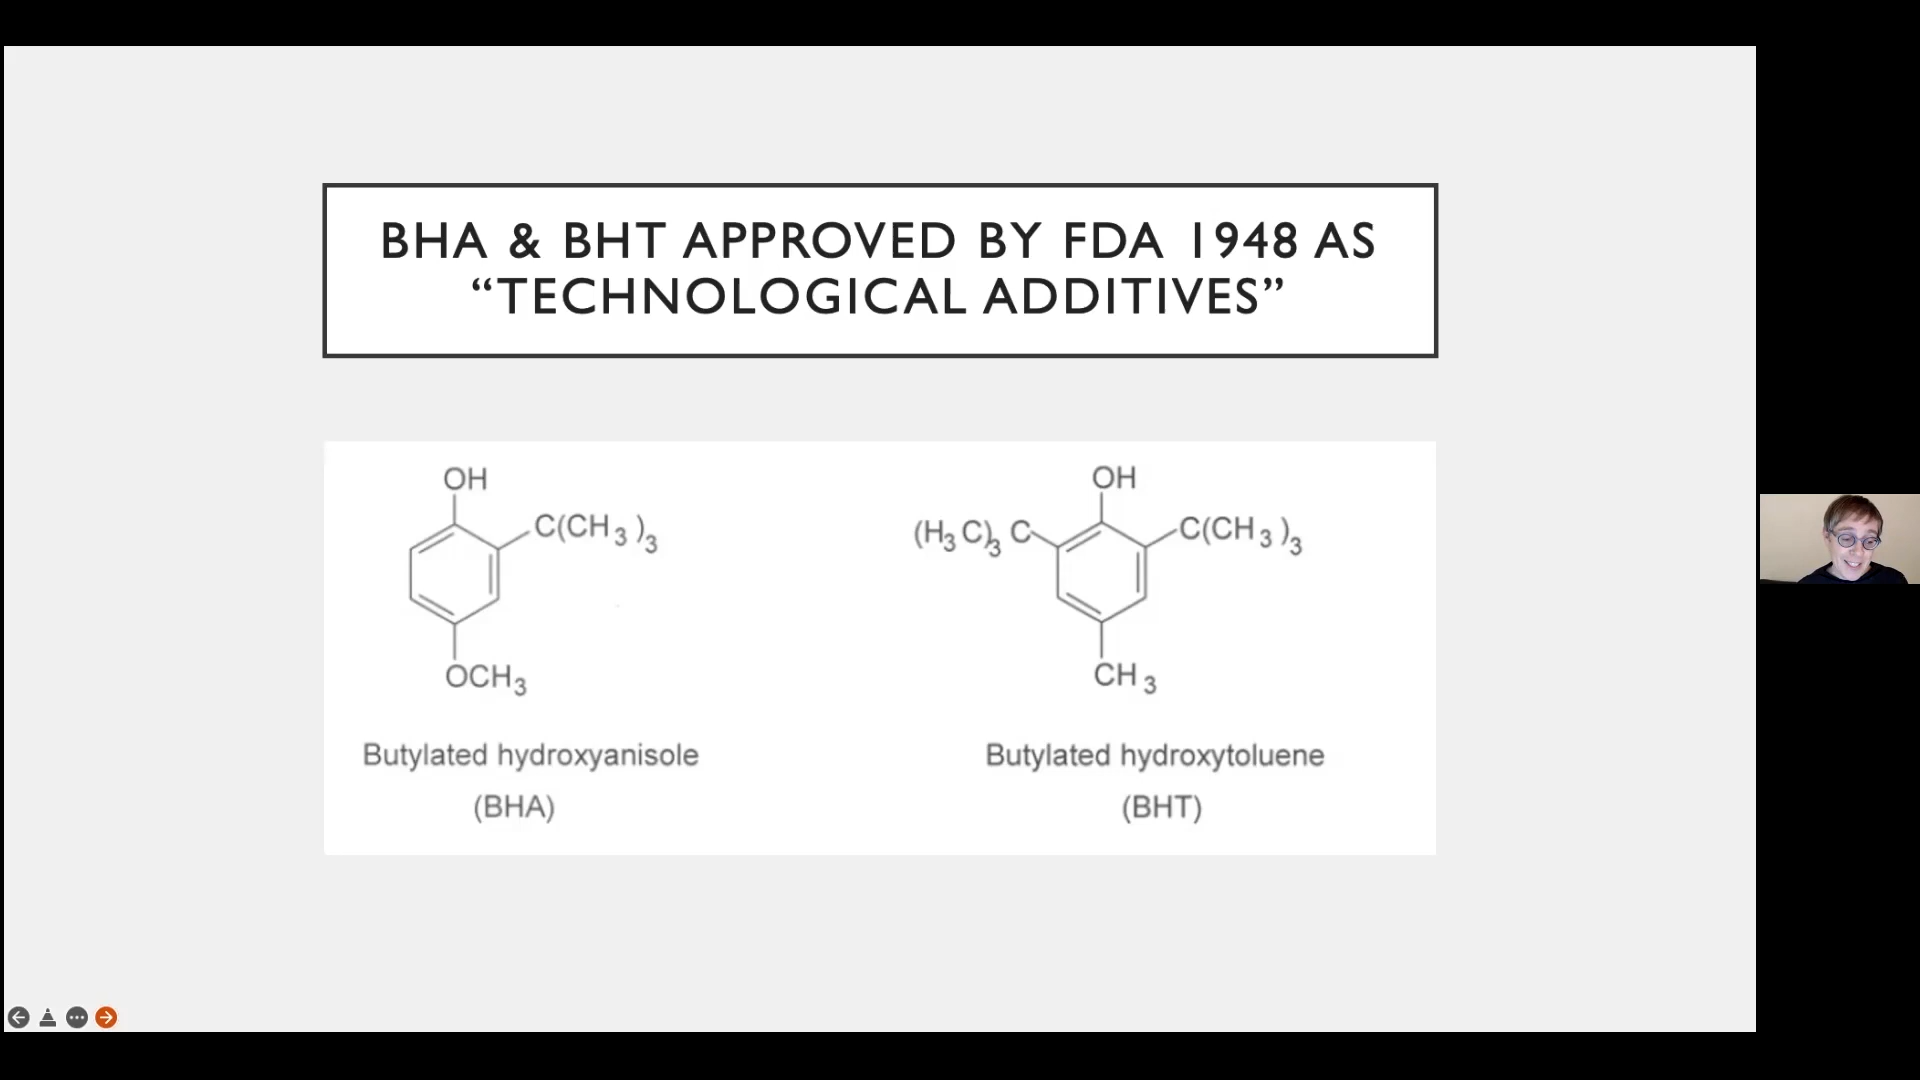 BHA & BHT APPROVED BY FDA 1948 AS
“TECHNOLOGICAL ADDITIVES”
OH
C(CH3)3
OCH3
Butylated hydroxyanisole
(BHA)
OH
(H3C)3 C
C(CH3)3
CH3
Butylated hydroxytoluene
(BHT)